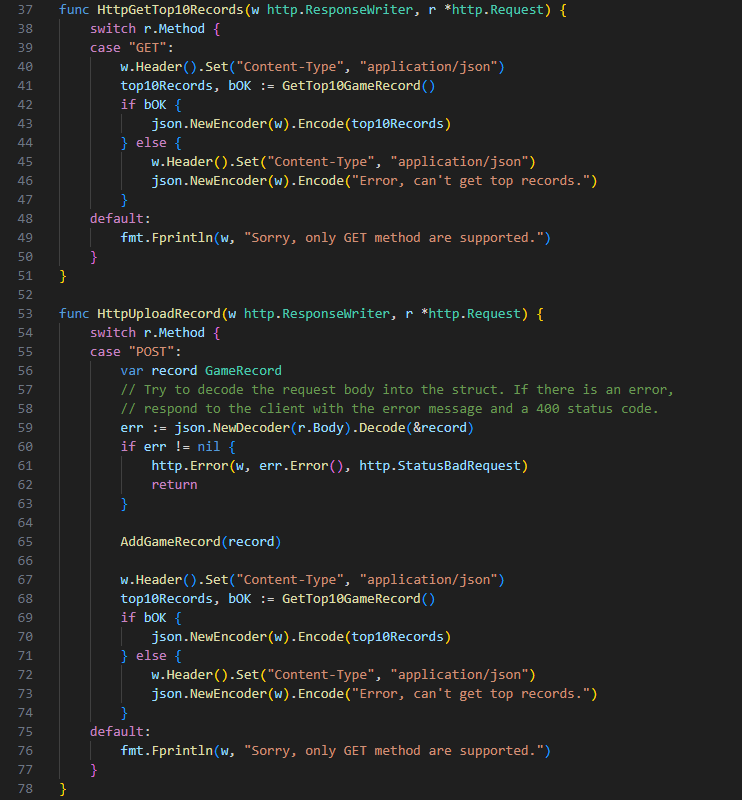 37 func HttpGetTop10Records(w http.ResponseWriter, r *http.Request) {
38     switch r.Method {
39     case "GET":
40         w.Header().Set("Content-Type", "application/json")
41         top10Records, bOK := GetTop10GameRecord()
42         if bOK {
43             json.NewEncoder(w).Encode(top10Records)
44         } else {
45             w.Header().Set("Content-Type", "application/json")
46             json.NewEncoder(w).Encode("Error, can't get top records.")
47         }
48     default:
49         fmt.Fprintln(w, "Sorry, only GET method are supported.")
50     }
51 }
52
53 func HttpUploadRecord(w http.ResponseWriter, r *http.Request) {
54     switch r.Method {
55     case "POST":
56         var record GameRecord
57         // Try to decode the request body into the struct. If there is an error,
58         // respond to the client with the error message and a 400 status code.
59         err := json.NewDecoder(r.Body).Decode(&record)
60         if err != nil {
61             http.Error(w, err.Error(), http.StatusBadRequest)
62             return
63         }
64
65         AddGameRecord(record)
66
67         w.Header().Set("Content-Type", "application/json")
68         top10Records, bOK := GetTop10GameRecord()
69         if bOK {
70             json.NewEncoder(w).Encode(top10Records)
71         } else {
72             w.Header().Set("Content-Type", "application/json")
73             json.NewEncoder(w).Encode("Error, can't get top records.")
74         }
75     default:
76         fmt.Fprintln(w, "Sorry, only GET method are supported.")
77     }
78 }